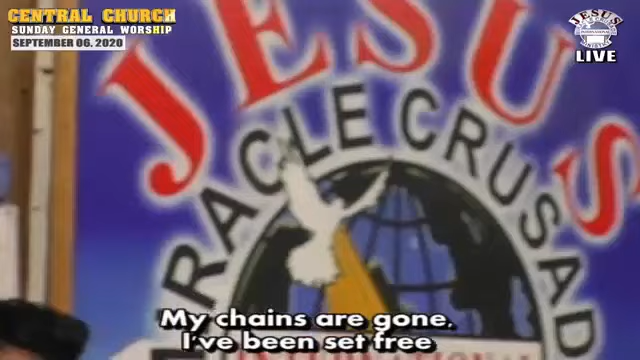 CENTRAL CHURCH
SUNDAY GENERAL WORSHIP
SEPTEMBER 06, 2020
JESUS
LIVE
JESUS
RACLE CRUSAD
My chains are gone,
I've been set free